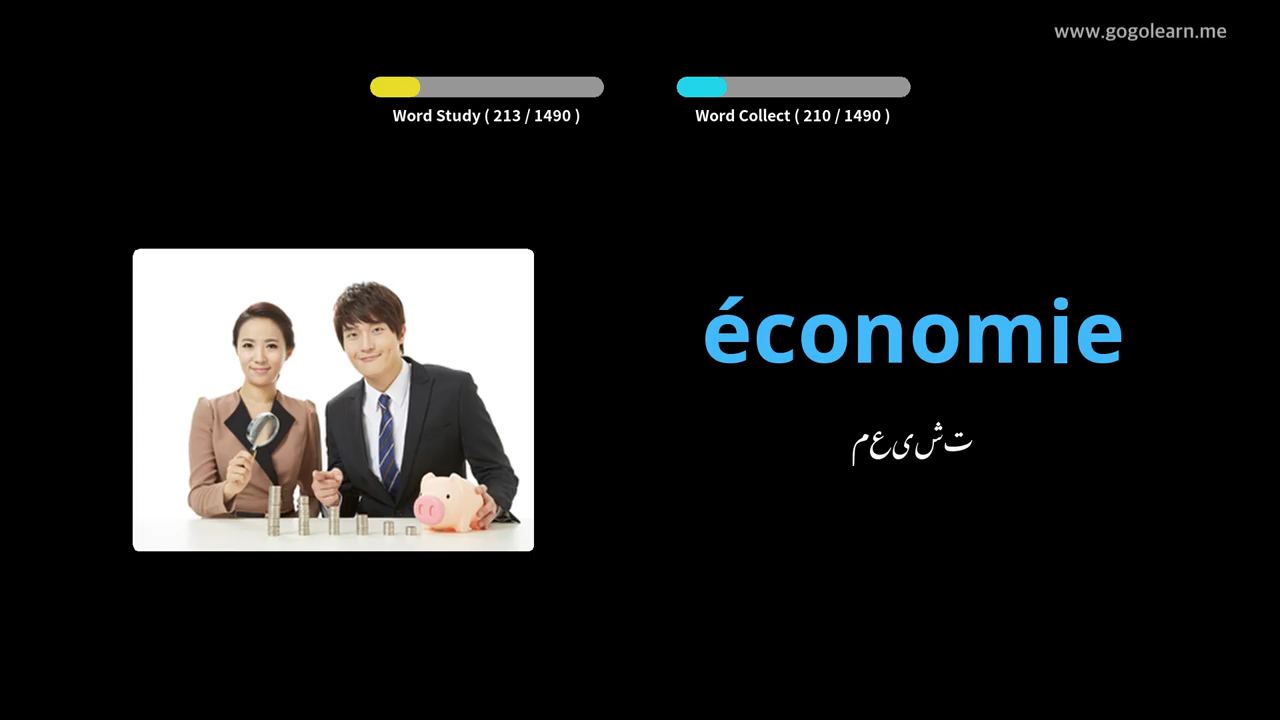 www.gogolearn.me
Word Study ( 213 / 1490 )
Word Collect ( 210 / 1490 )
économie
معیشت